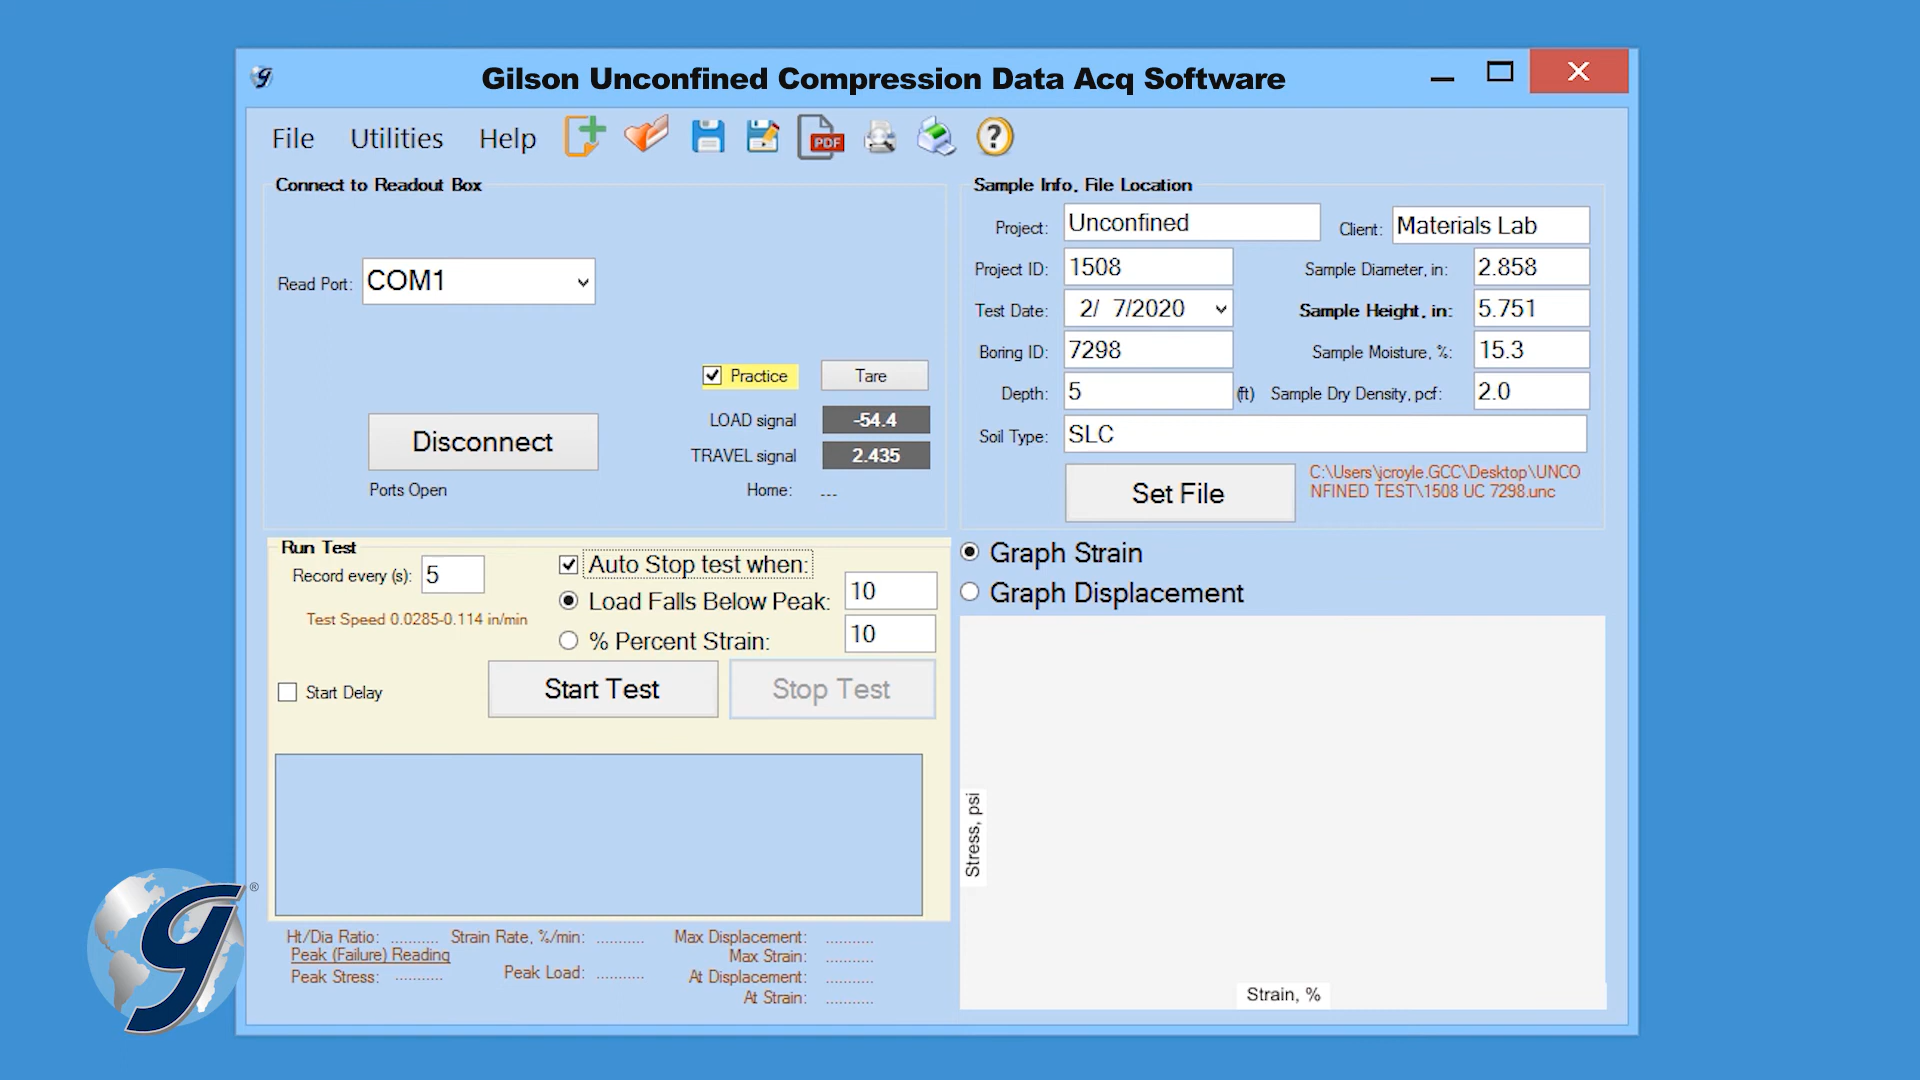 Gilson Unconfined Compression Data Acq Software
File Utilities Help PDF ?
Connect to Readout Box
Read Port: COM1
Practice Tare
LOAD signal -54.4
Disconnect
TRAVEL signal 2.435
Ports Open
Home: ---
Sample Info, File Location
Project: Unconfined Client: Materials Lab
Project ID: 1508 Sample Diameter, in: 2.858
Test Date: 2/ 7/2020 Sample Height, in: 5.751
Boring ID: 7298 Sample Moisture, %: 15.3
Depth: 5 (ft) Sample Dry Density, pcf: 2.0
Soil Type: SLC
Set File
C:\Users\jcroyle.GCC\Desktop\UNCO
NFINED TEST\1508 UC 7298.unc
Run Test
Record every (s): 5
Test Speed 0.0285-0.114 in/min
Auto Stop test when:
Load Falls Below Peak: 10
% Percent Strain: 10
Start Delay
Start Test Stop Test
Graph Strain
Graph Displacement
Stress, psi
Strain, %
Ht/Dia Ratio: ........... Strain Rate, %/min: ........... Max Displacement: ...........
Peak (Failure) Reading
Max Strain: ...........
Peak Stress: ........... Peak Load: ........... At Displacement: ...........
At Strain: ...........
g ®